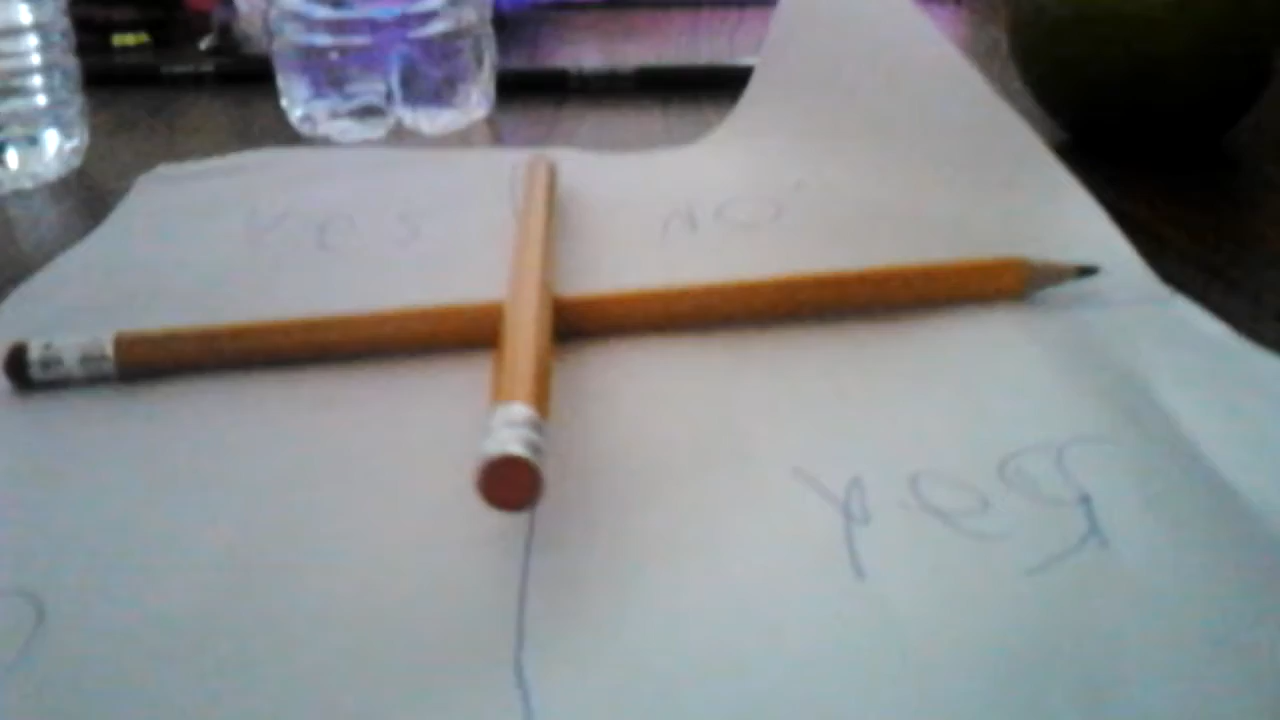 yes no
yes